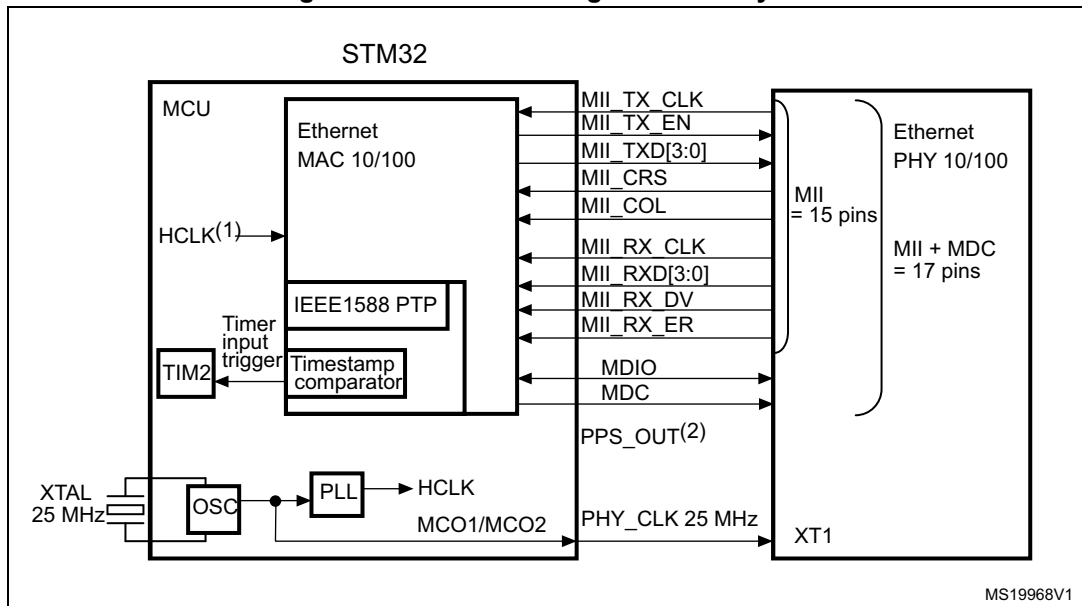 STM32
MCU
Ethernet
MAC 10/100
HCLK(1)
IEEE1588 PTP
Timer
input
trigger
TIM2
Timestamp
comparator
XTAL
25 MHz
OSC
PLL
HCLK
MCO1/MCO2
MII_TX_CLK
MII_TX_EN
MII_TXD[3:0]
MII_CRS
MII_COL
MII_RX_CLK
MII_RXD[3:0]
MII_RX_DV
MII_RX_ER
MDIO
MDC
PPS_OUT(2)
PHY_CLK 25 MHz
MII
= 15 pins
Ethernet
PHY 10/100
MII + MDC
= 17 pins
XT1
MS19968V1